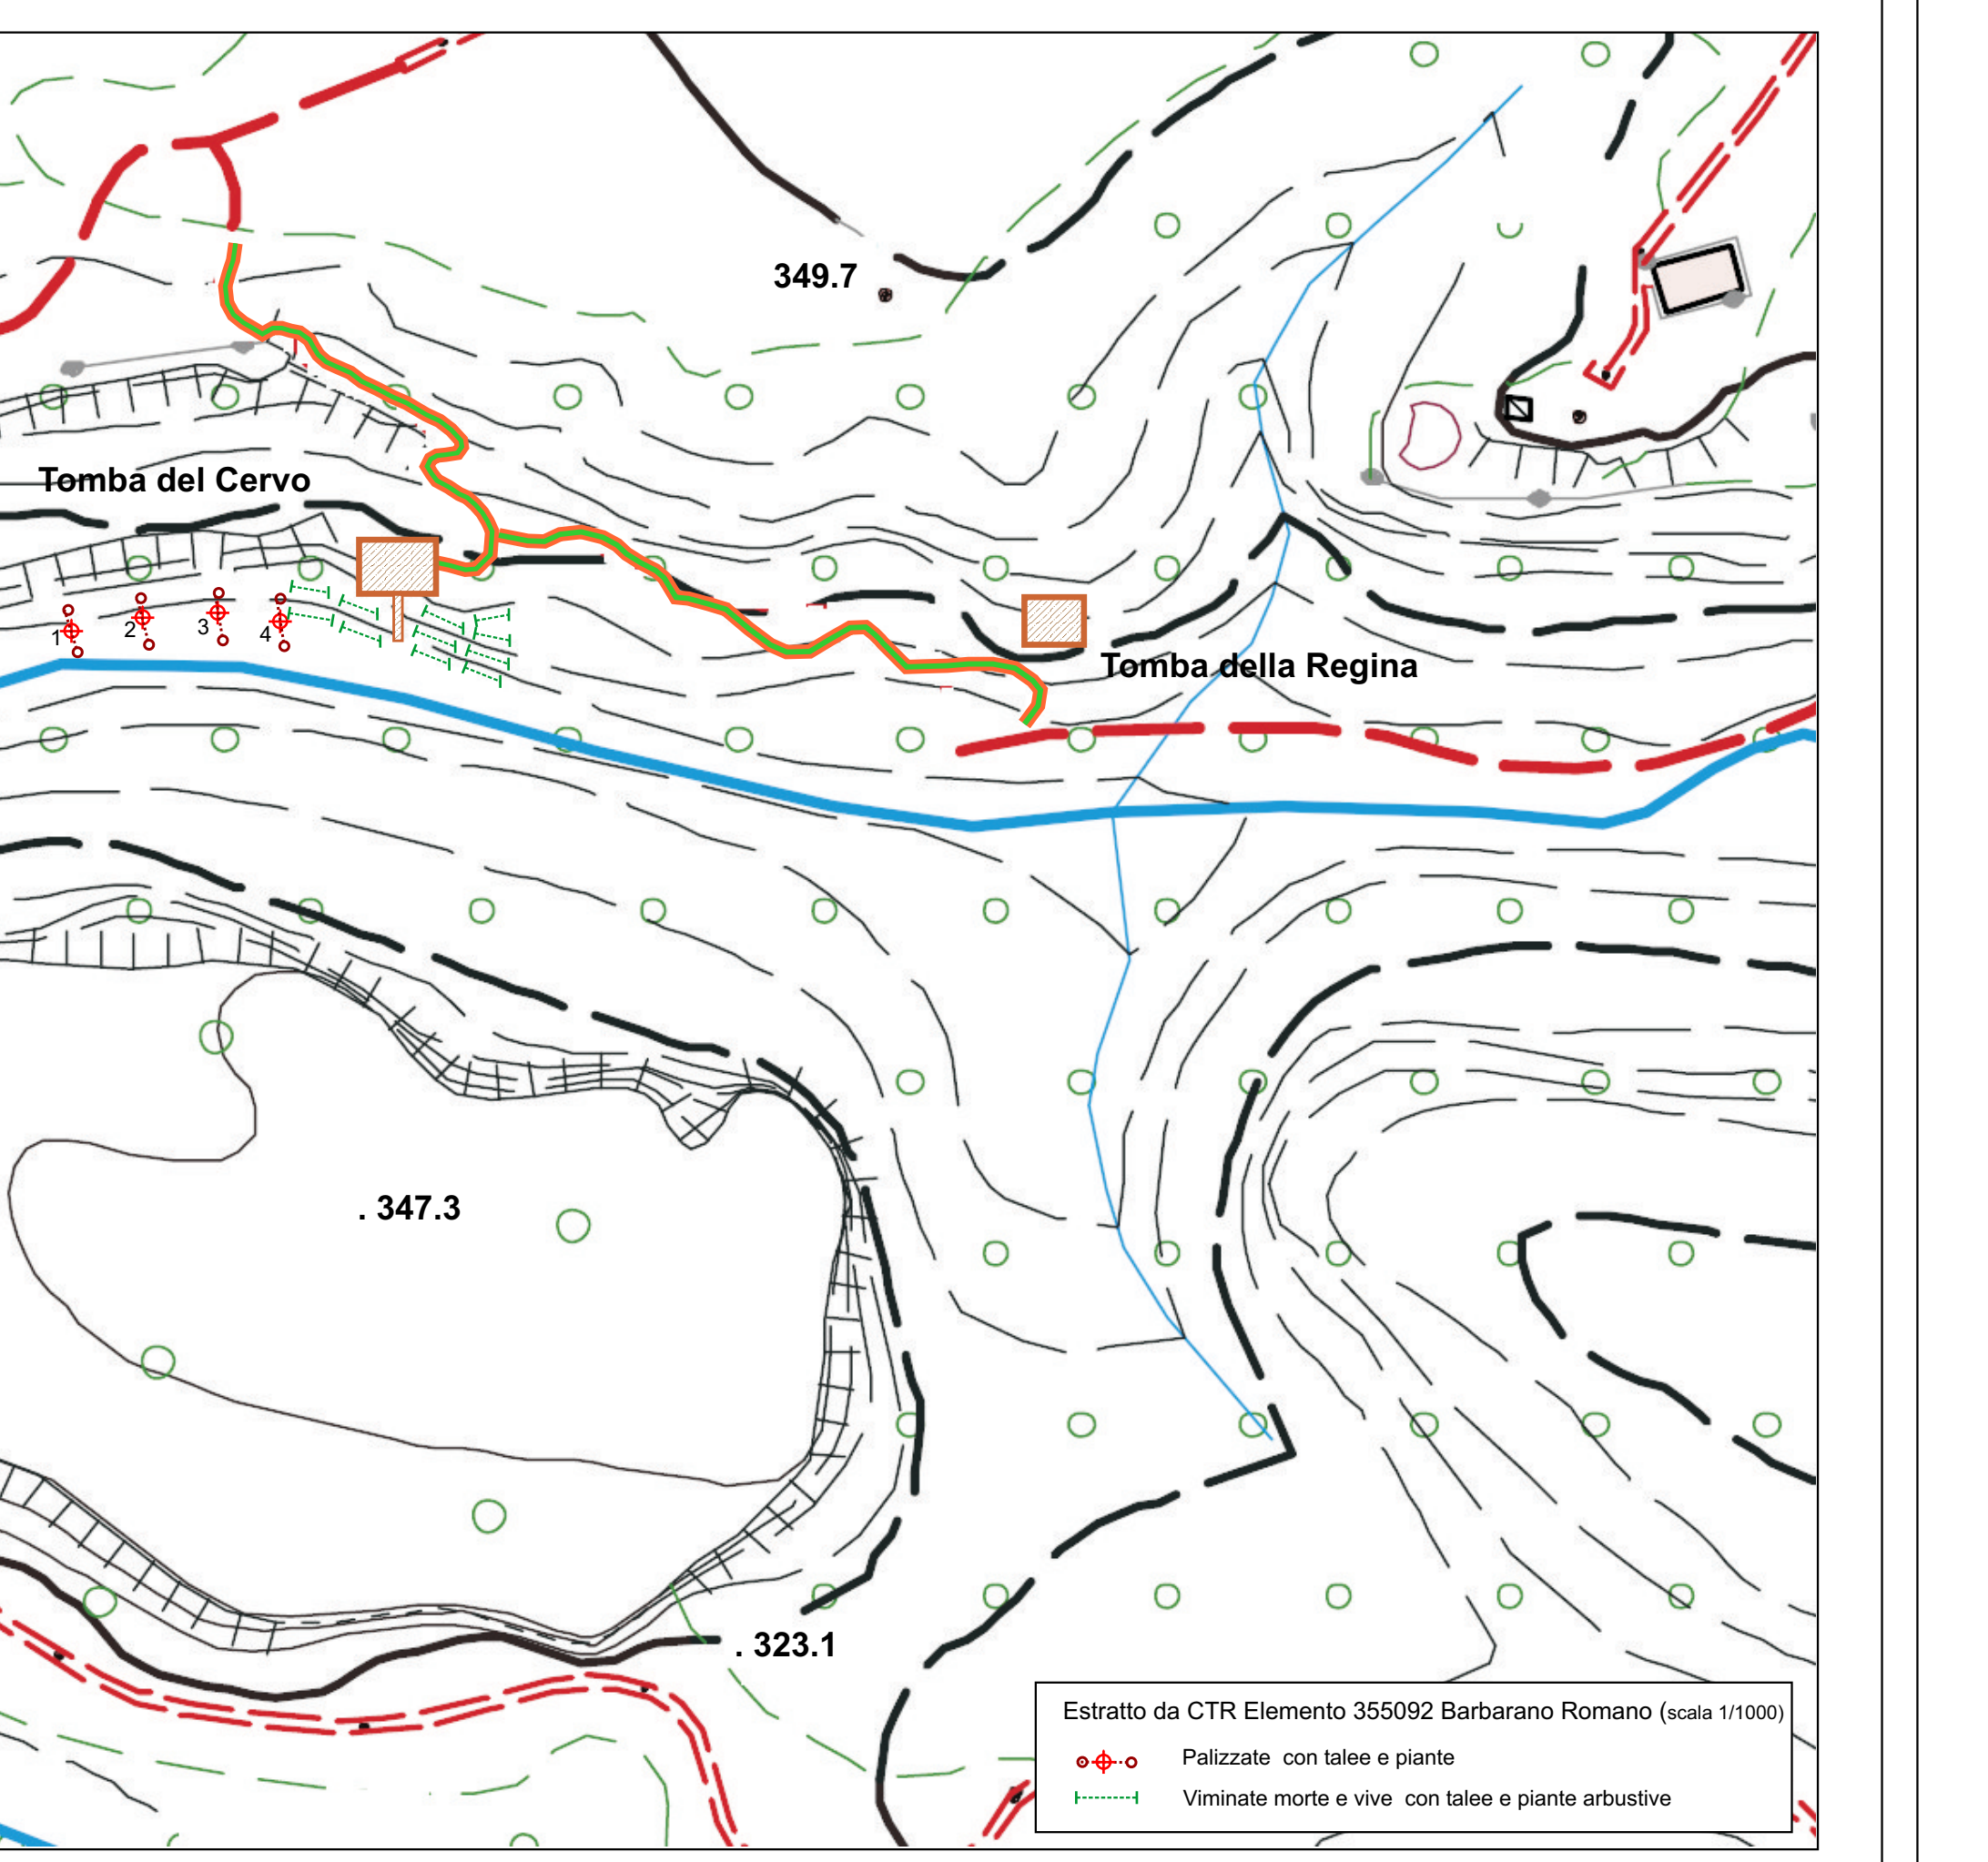 349.7
Tomba del Cervo
1
2
3
4
Tomba della Regina
. 347.3
. 323.1
Estratto da CTR Elemento 355092 Barbarano Romano (scala 1/1000)
Palizzate con talee e piante
Viminate morte e vive con talee e piante arbustive